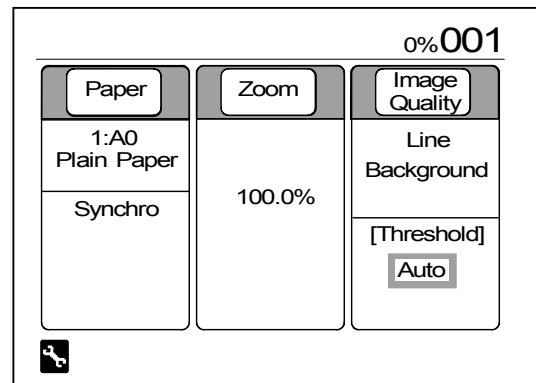 0%001
Paper
1:A0
Plain Paper
Synchro
Zoom
100.0%
Image
Quality
Line
Background
[Threshold]
Auto